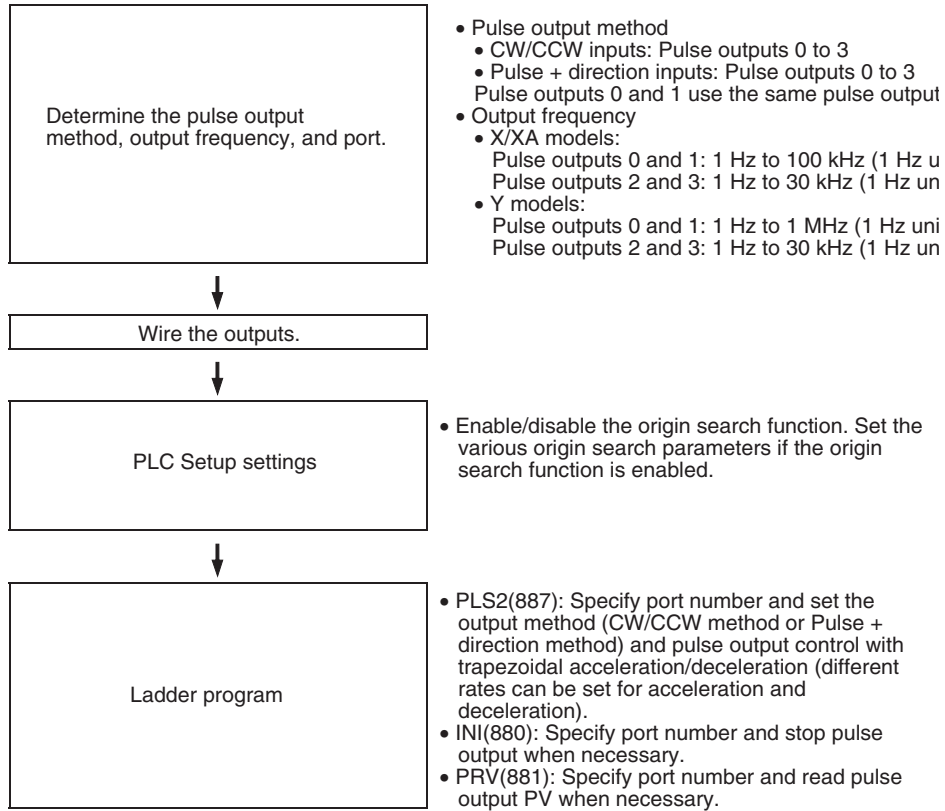 Determine the pulse output
method, output frequency, and port.
• Pulse output method
• CW/CCW inputs: Pulse outputs 0 to 3
• Pulse + direction inputs: Pulse outputs 0 to 3
Pulse outputs 0 and 1 use the same pulse output
• Output frequency
• X/XA models:
Pulse outputs 0 and 1: 1 Hz to 100 kHz (1 Hz u
Pulse outputs 2 and 3: 1 Hz to 30 kHz (1 Hz un
• Y models:
Pulse outputs 0 and 1: 1 Hz to 1 MHz (1 Hz uni
Pulse outputs 2 and 3: 1 Hz to 30 kHz (1 Hz un
Wire the outputs.
PLC Setup settings
• Enable/disable the origin search function. Set the
various origin search parameters if the origin
search function is enabled.
Ladder program
• PLS2(887): Specify port number and set the
output method (CW/CCW method or Pulse +
direction method) and pulse output control with
trapezoidal acceleration/deceleration (different
rates can be set for acceleration and
deceleration).
• INI(880): Specify port number and stop pulse
output when necessary.
• PRV(881): Specify port number and read pulse
output PV when necessary.